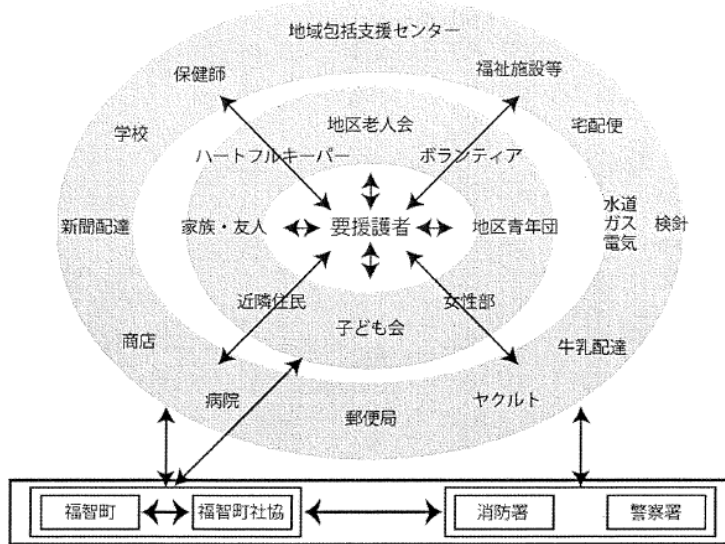 地域包括支援センター
保健師
福祉施設等
学校
地区老人会
宅配便
ハートフルキーパー
ボランティア
新聞配達
家族・友人
要援護者
地区青年団
水道
ガス
電気
検針
近隣住民
女性部
子ども会
商店
牛乳配達
病院
郵便局
ヤクルト
福智町
福智町社協
消防署
警察署